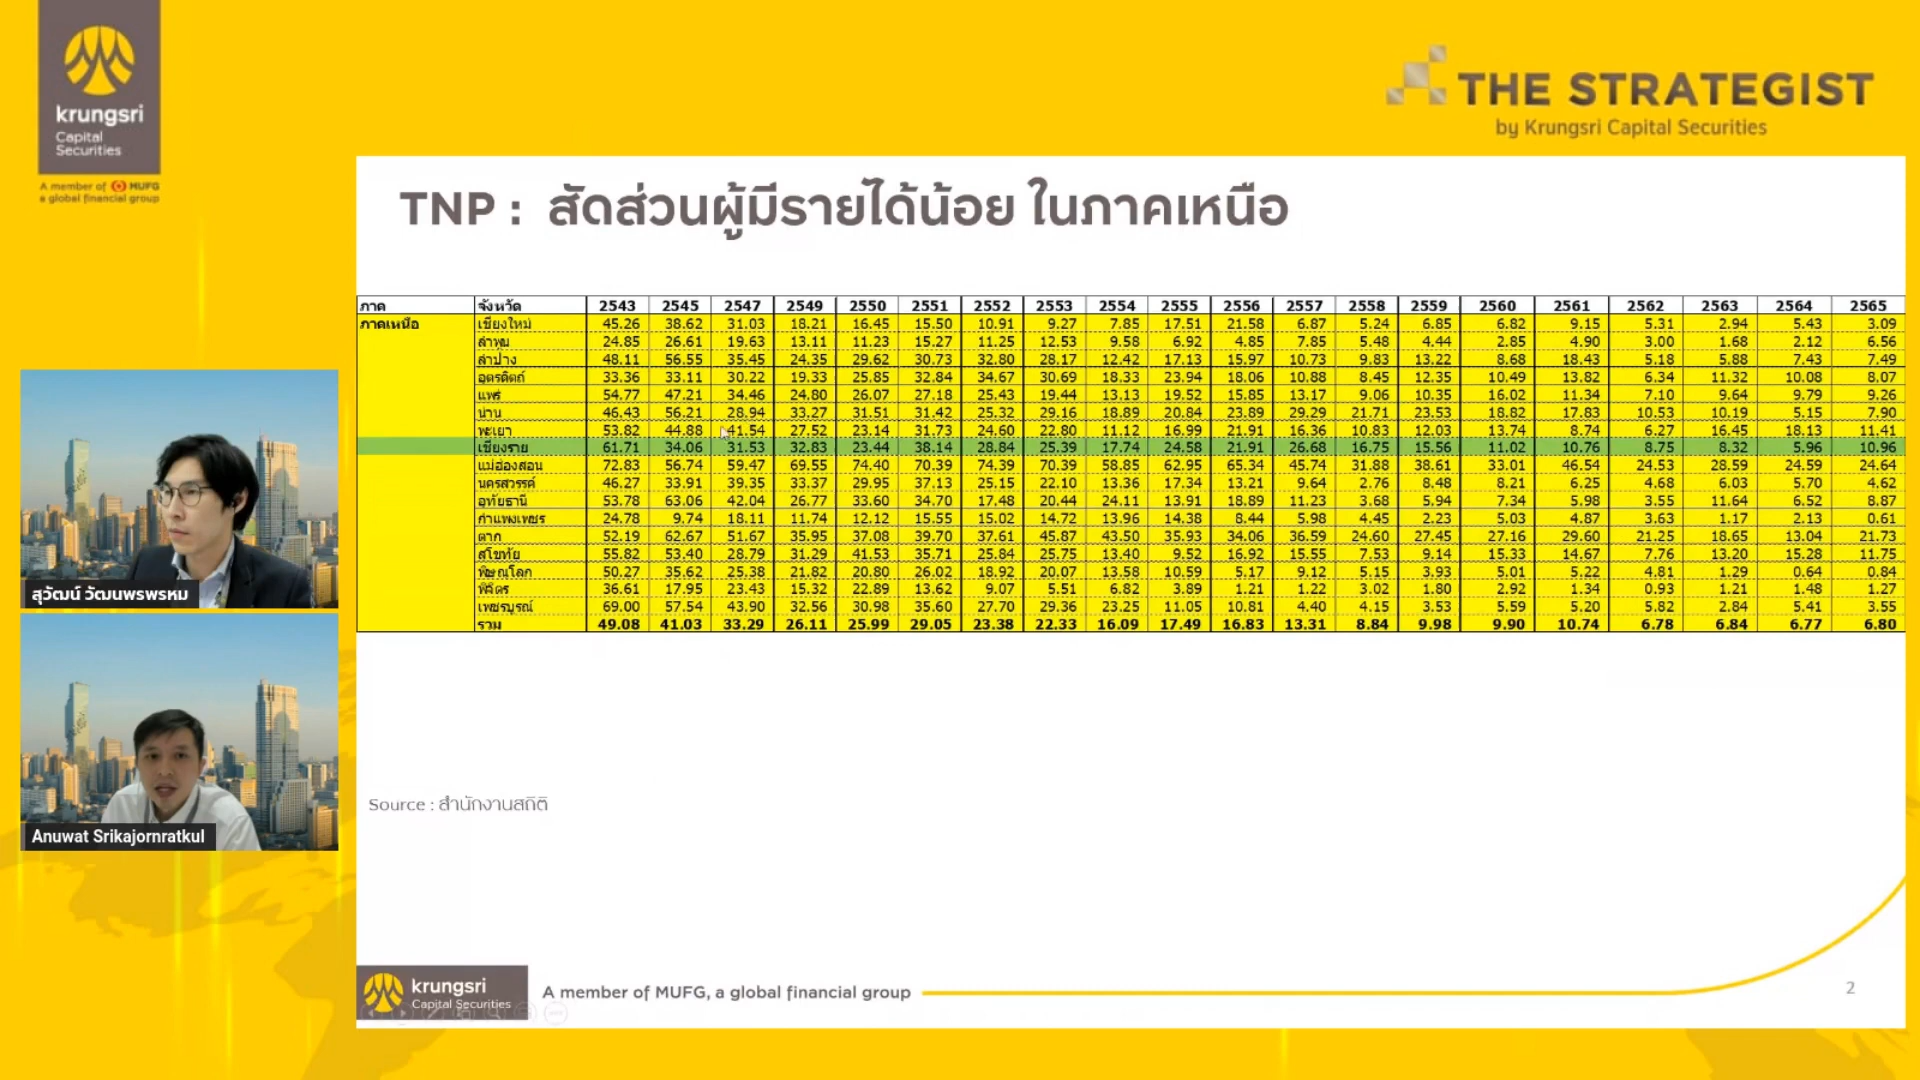 krungsri
Capital
Securities
A member of MUFG
a global financial group
THE STRATEGIST
by Krungsri Capital Securities
TNP : สัดส่วนผู้มีรายได้น้อย ในภาคเหนือ
ภาค จังหวัด 2543 2545 2547 2549 2550 2551 2552 2553 2554 2555 2556 2557 2558 2559 2560 2561 2562 2563 2564 2565
ภาคเหนือ เชียงใหม่ 45.26 38.62 31.03 18.21 16.45 15.50 10.91 9.27 7.85 17.51 21.58 6.87 5.24 6.85 6.82 9.15 5.31 2.94 5.43 3.09
ลำพูน 24.85 26.61 19.63 13.11 11.23 15.27 11.25 12.53 9.58 6.92 4.85 7.85 5.48 4.44 2.85 4.90 3.00 1.68 2.12 6.56
ลำปาง 48.11 56.55 35.45 24.35 29.62 30.73 32.80 28.17 12.42 17.13 15.97 10.73 9.83 13.22 8.68 18.43 5.18 5.88 7.43 7.49
อุตรดิตถ์ 33.36 33.11 30.22 19.33 25.85 32.84 34.67 30.69 18.33 23.94 18.06 10.88 8.45 12.35 10.49 13.82 6.34 11.32 10.08 8.07
แพร่ 54.77 47.21 34.46 24.80 26.07 27.18 25.43 19.44 13.13 19.52 15.85 13.17 9.06 10.35 16.02 11.34 7.10 9.64 9.79 9.26
น่าน 46.43 56.21 28.94 33.27 31.51 31.42 25.32 29.16 18.89 20.84 23.89 29.29 21.71 23.53 18.82 17.83 10.53 10.19 5.15 7.90
พะเยา 53.82 44.88 41.54 27.52 23.14 31.73 24.60 22.80 11.12 16.99 21.91 16.36 10.83 12.03 13.74 8.74 6.27 16.45 18.13 11.41
เชียงราย 61.71 34.06 31.53 32.83 23.44 38.14 28.84 25.39 17.74 24.58 21.91 26.68 16.75 15.56 11.02 10.76 8.75 8.32 5.96 10.96
แม่ฮ่องสอน 72.83 56.74 59.47 69.55 74.40 70.39 74.39 70.39 58.85 62.95 65.34 45.74 31.88 38.61 33.01 46.54 24.53 28.59 24.59 24.64
นครสวรรค์ 46.27 33.91 39.35 33.37 29.95 37.13 25.15 22.10 13.36 17.34 13.21 9.64 2.76 8.48 8.21 6.25 4.68 6.03 5.70 4.62
อุทัยธานี 53.78 63.06 42.04 26.77 33.60 34.70 17.48 20.44 24.11 13.91 18.89 11.23 3.68 5.94 7.34 5.98 3.55 11.64 6.52 8.87
กำแพงเพชร 24.78 9.74 18.11 11.74 12.12 15.55 15.02 14.72 13.96 14.38 8.44 5.98 4.45 2.23 5.03 4.87 3.63 1.17 2.13 0.61
ตาก 52.19 62.67 51.67 35.95 37.08 39.70 37.61 45.87 43.50 35.93 34.06 36.59 24.60 27.45 27.16 29.60 21.25 18.65 13.04 21.73
สุโขทัย 55.82 53.40 28.79 31.29 41.53 35.71 25.84 25.75 13.40 9.52 16.92 15.55 7.53 9.14 15.33 14.67 7.76 13.20 15.28 11.75
พิษณุโลก 50.27 35.62 25.38 21.82 20.80 26.02 18.92 20.07 13.58 10.59 5.17 9.12 5.15 3.93 5.01 5.22 4.81 1.29 0.64 0.84
พิจิตร 36.61 17.95 23.43 15.32 22.89 13.62 9.07 5.51 6.82 3.89 1.21 1.22 3.02 1.80 2.92 1.34 0.93 1.21 1.48 1.27
เพชรบูรณ์ 69.00 57.54 43.90 32.56 30.98 35.60 27.70 29.36 23.25 11.05 10.81 4.40 4.15 3.53 5.59 5.20 5.82 2.84 5.41 3.55
รวม 49.08 41.03 33.29 26.11 25.99 29.05 23.38 22.33 16.09 17.49 16.83 13.31 8.84 9.98 9.90 10.74 6.78 6.84 6.77 6.80
สุวัฒน์ วัฒนพรพรหม
Anuwat Srikajornratkul
Source : สำนักงานสถิติ
krungsri
Capital Securities
A member of MUFG, a global financial group
2